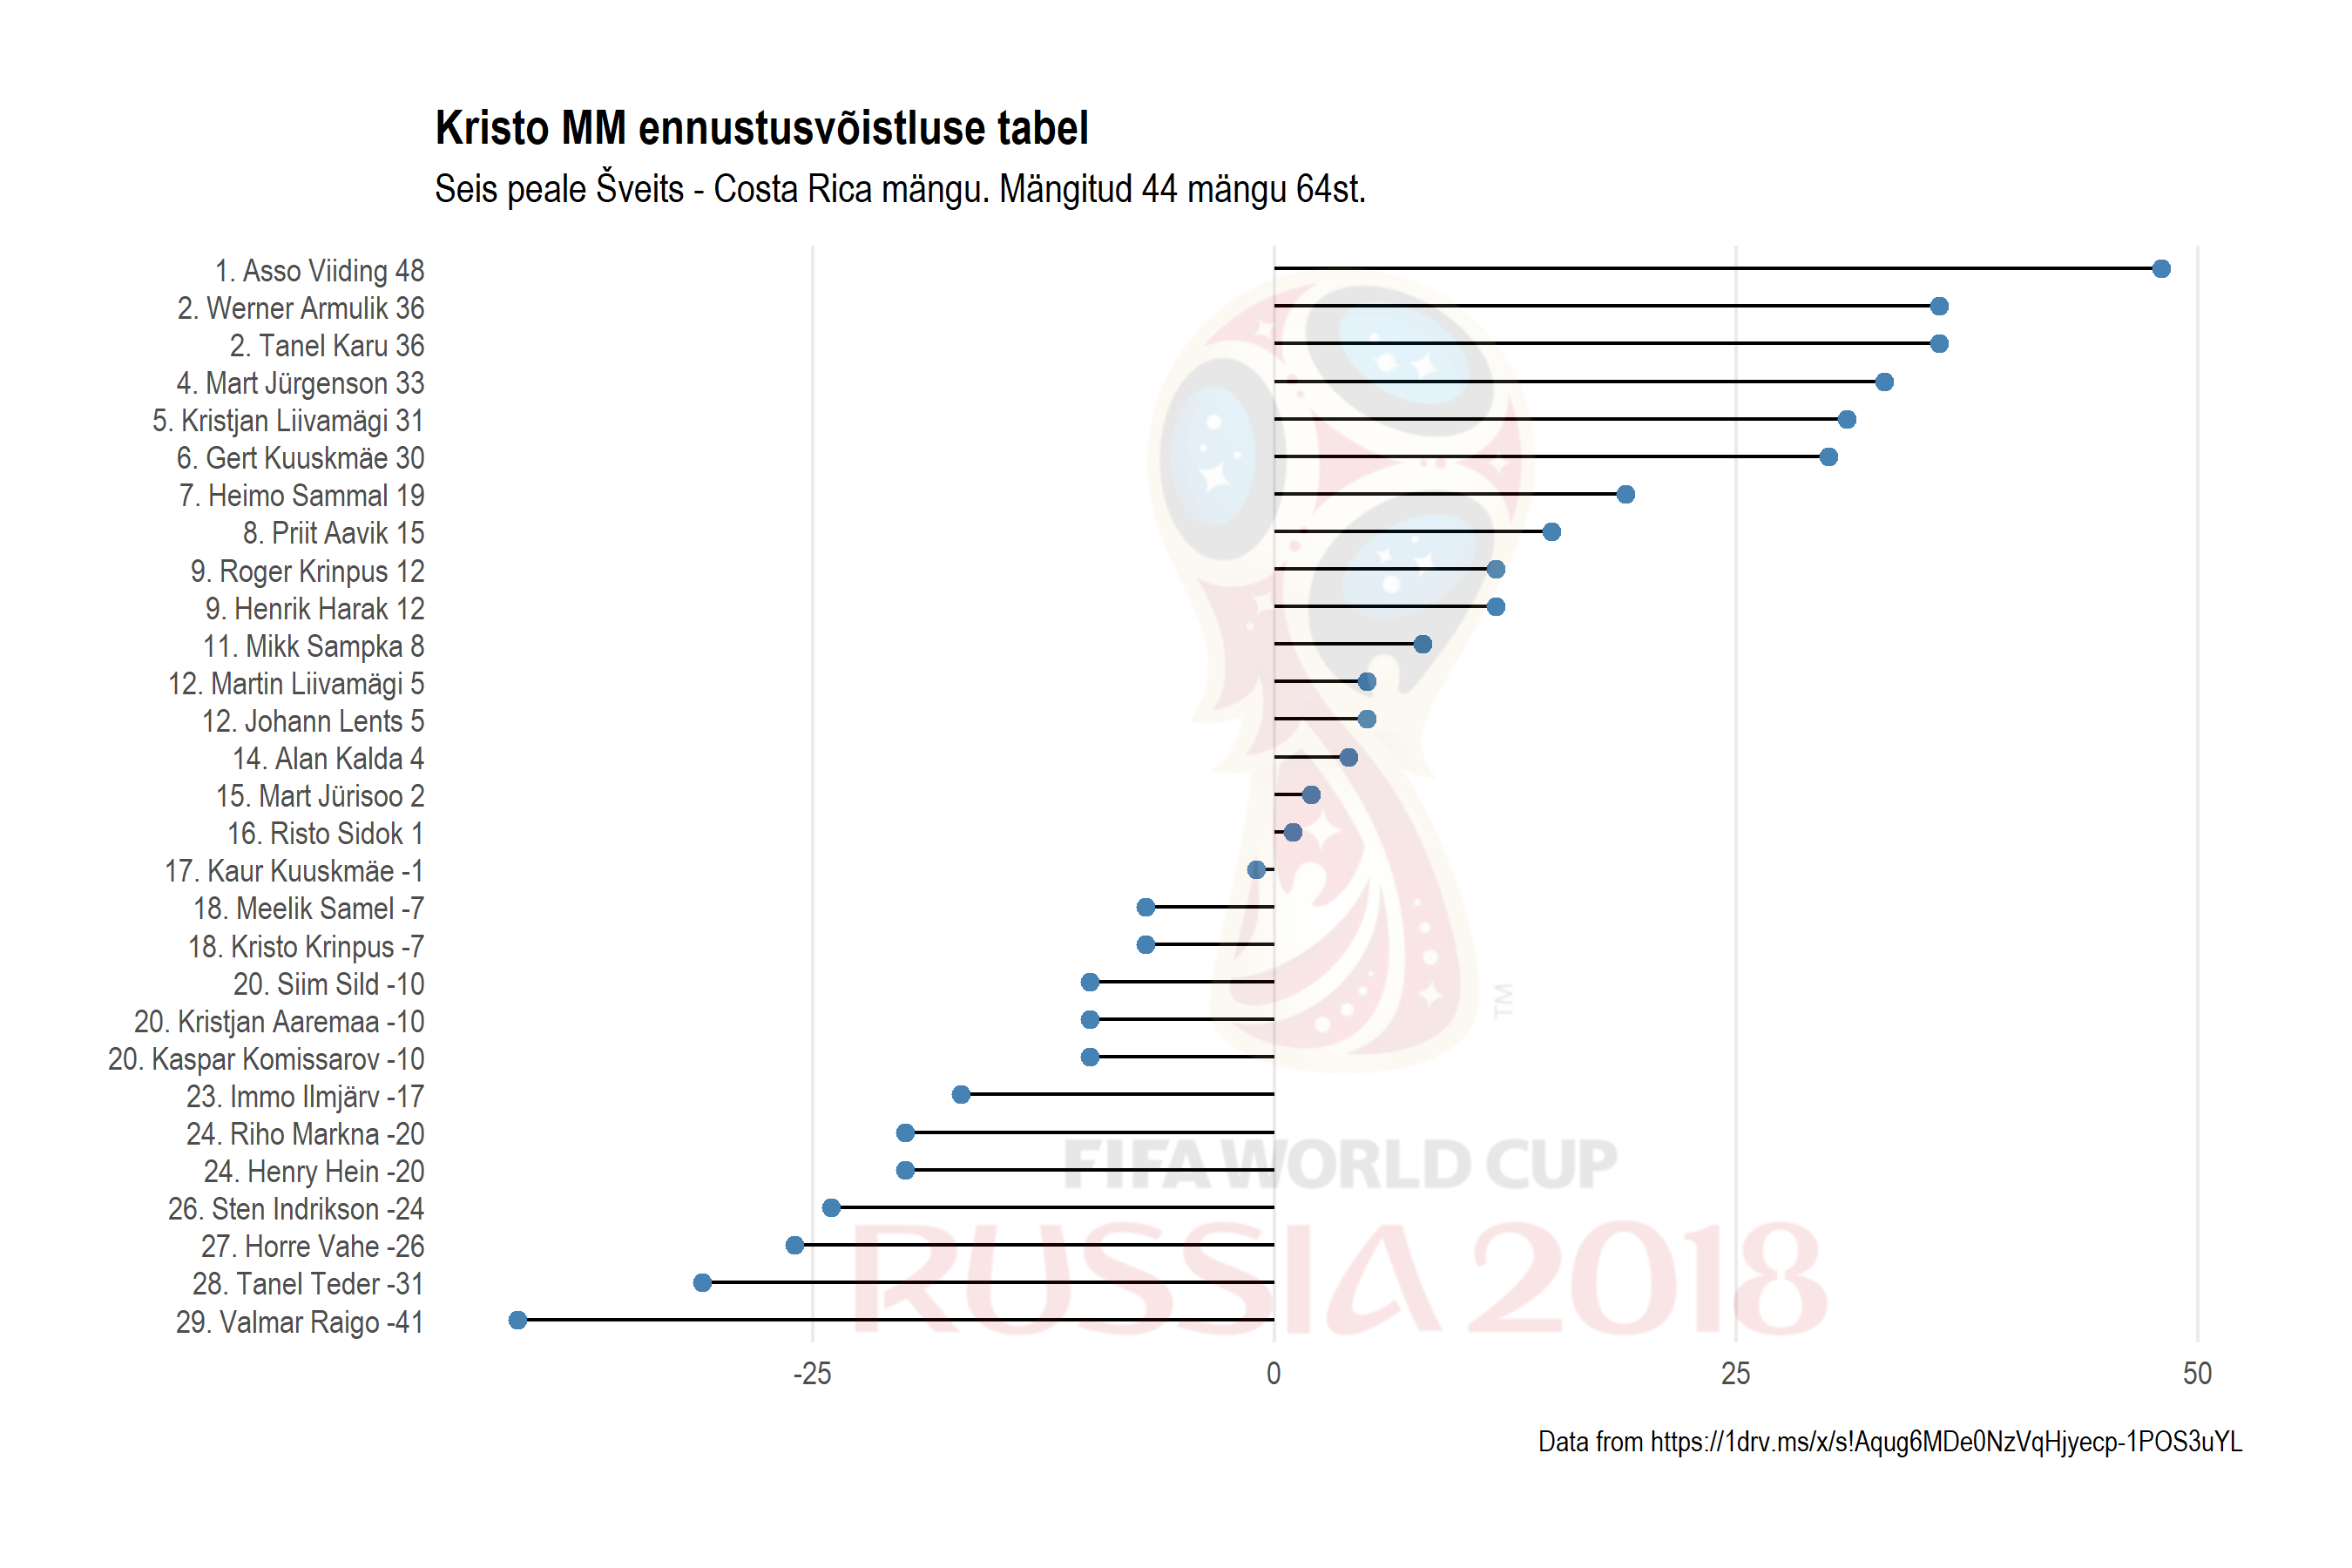 Kristo MM ennustusvõistluse tabel
Seis peale Šveits - Costa Rica mängu. Mängitud 44 mängu 64st.
1. Asso Viiding 48
2. Werner Armulik 36
2. Tanel Karu 36
4. Mart Jürgenson 33
5. Kristjan Liivamägi 31
6. Gert Kuuskmäe 30
7. Heimo Sammal 19
8. Priit Aavik 15
9. Roger Krinpus 12
9. Henrik Harak 12
11. Mikk Sampka 8
12. Martin Liivamägi 5
12. Johann Lents 5
14. Alan Kalda 4
15. Mart Jürisoo 2
16. Risto Sidok 1
17. Kaur Kuuskmäe -1
18. Meelik Samel -7
18. Kristo Krinpus -7
20. Siim Sild -10
20. Kristjan Aaremaa -10
20. Kaspar Komissarov -10
23. Immo Ilmjärv -17
24. Riho Markna -20
24. Henry Hein -20
26. Sten Indrikson -24
27. Horre Vahe -26
28. Tanel Teder -31
29. Valmar Raigo -41
TM
FIFA WORLD CUP
RUSSIA 2018
-25 0 25 50
Data from https://1drv.ms/x/s!Aqug6MDe0NzVqHjyecp-1POS3uYL